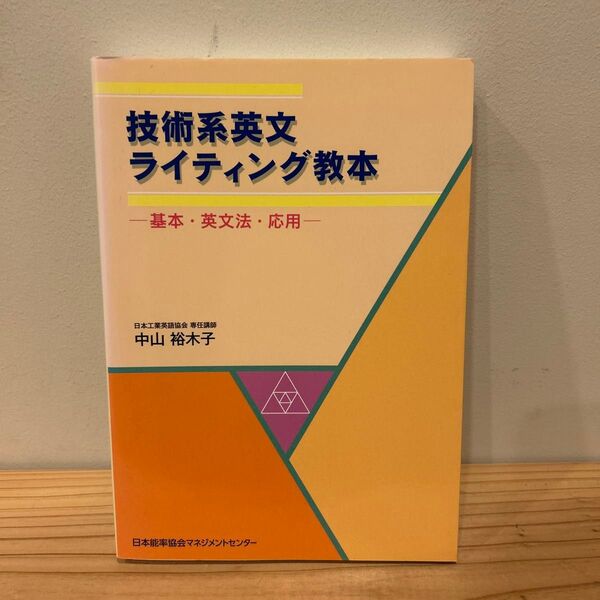 技術系英文
ライティング教本
―基本・英文法・応用―
日本工業英語協会 専任講師
中山 裕木子
日本能率協会マネジメントセンター